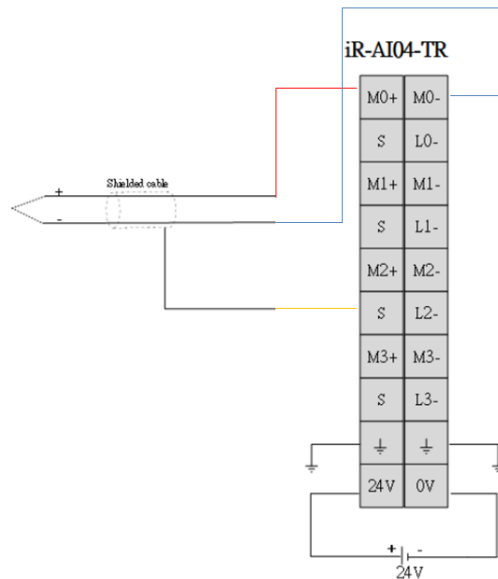 iR-AI04-TR
M0+ M0-
S L0-
+ Shielded cable
M1+ M1-
-
S L1-
M2+ M2-
S L2-
M3+ M3-
S L3-
24V 0V
+ -
24V